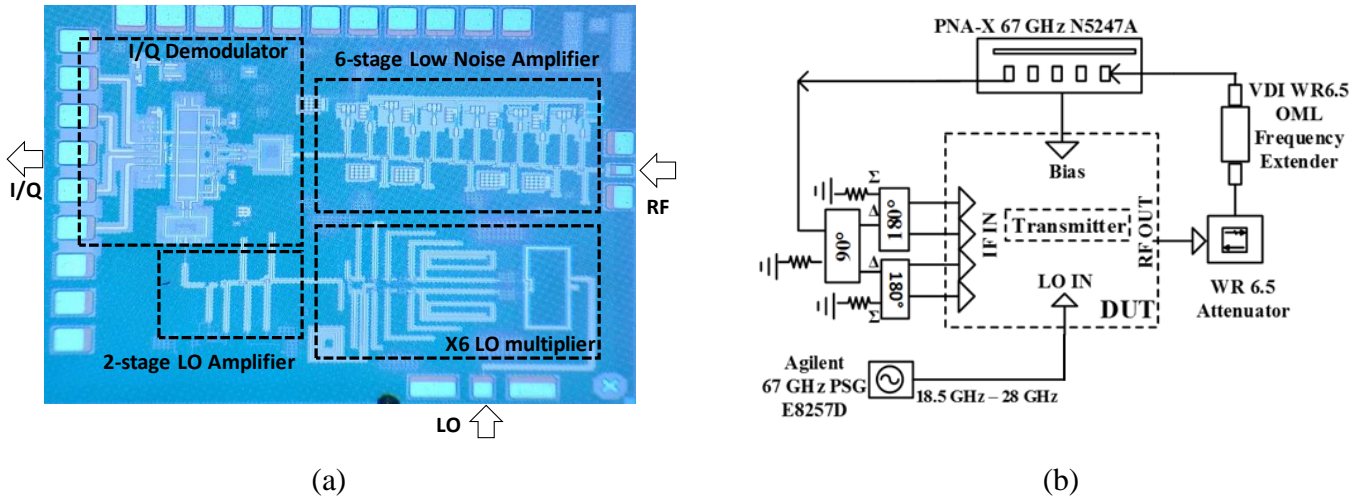 I/Q Demodulator
6-stage Low Noise Amplifier
I/Q
RF
2-stage LO Amplifier
X6 LO multiplier
LO
(a)
PNA-X 67 GHz N5247A
VDI WR6.5
OML
Frequency
Extender
Bias
Σ
Δ
180°
90°
Δ
180°
Σ
IF IN
Transmitter
RF OUT
LO IN
DUT
WR 6.5
Attenuator
Agilent
67 GHz PSG
E8257D
18.5 GHz – 28 GHz
(b)